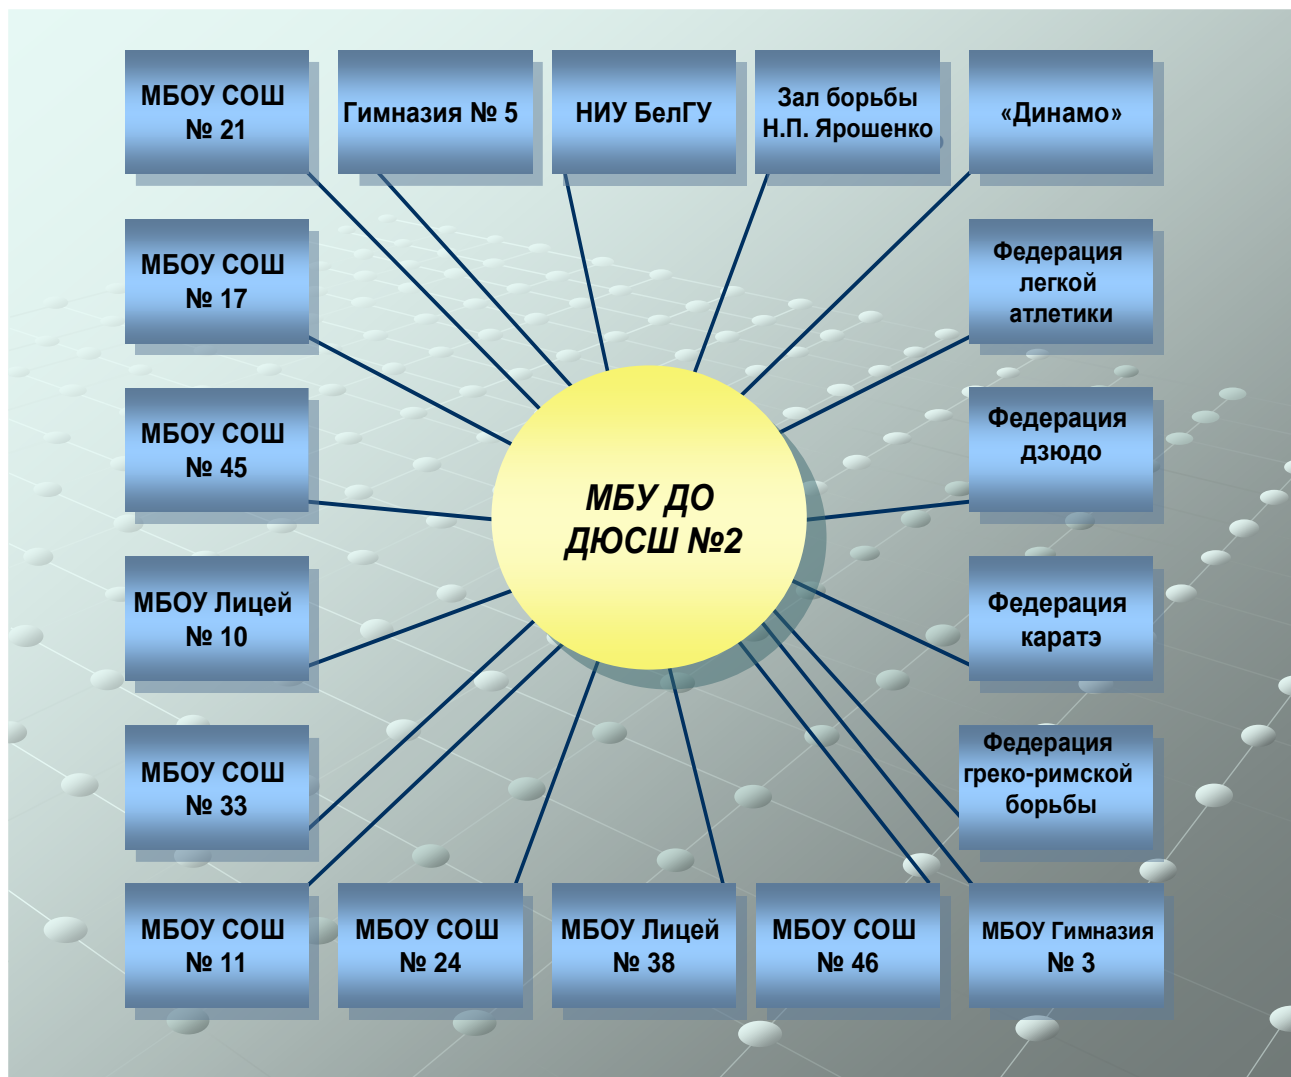 МБОУ СОШ
№ 21
Гимназия № 5
НИУ БелГУ
Зал борьбы
Н.П. Ярошенко
«Динамо»
МБОУ СОШ
№ 17
Федерация
легкой
атлетики
МБОУ СОШ
№ 45
Федерация
дзюдо
МБУ ДО
ДЮСШ №2
МБОУ Лицей
№ 10
Федерация
каратэ
МБОУ СОШ
№ 33
Федерация
греко-римской
борьбы
МБОУ СОШ
№ 11
МБОУ СОШ
№ 24
МБОУ Лицей
№ 38
МБОУ СОШ
№ 46
МБОУ Гимназия
№ 3